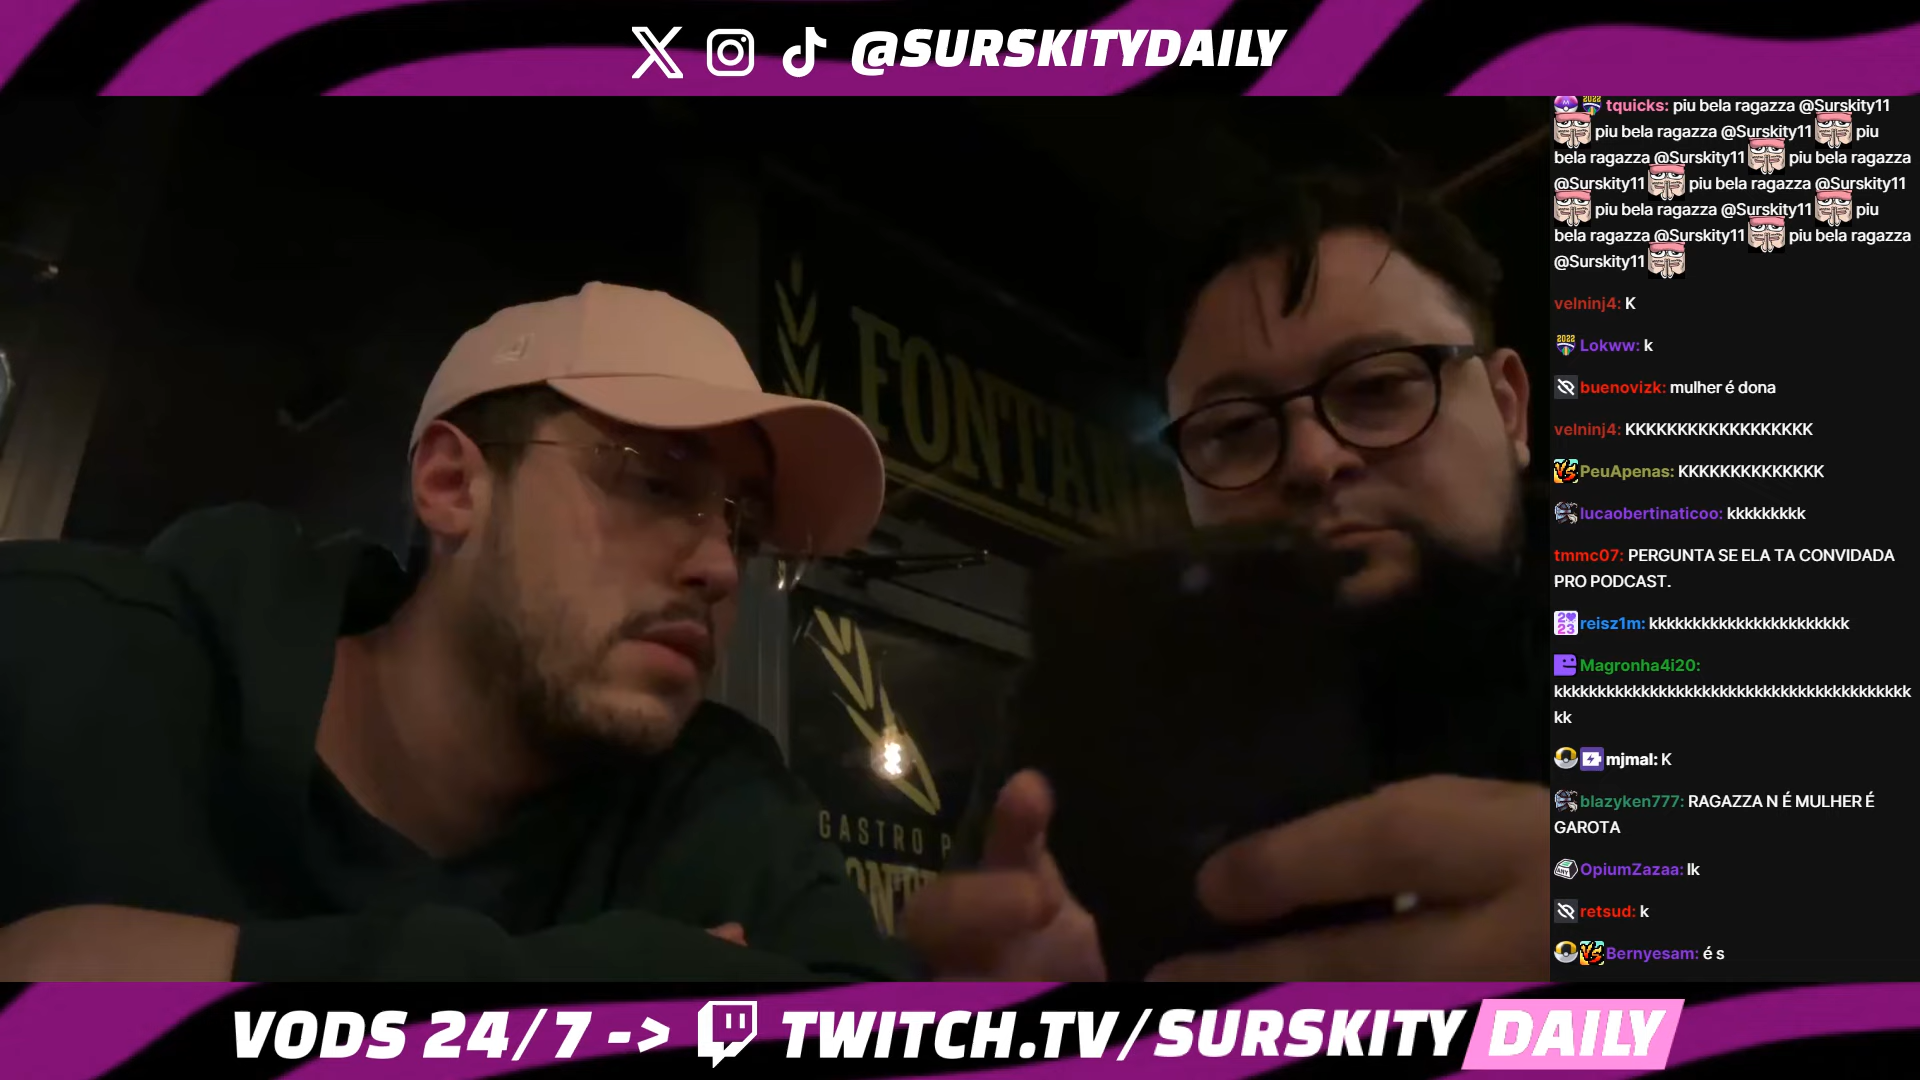 @SURSKITYDAILY
tquicks: piu bela ragazza @Surskity11
piu bela ragazza @Surskity11 piu
bela ragazza @Surskity11 piu bela ragazza
@Surskity11 piu bela ragazza @Surskity11
piu bela ragazza @Surskity11 piu
bela ragazza @Surskity11 piu bela ragazza
@Surskity11
velninj4: K
Lokww: k
buenovizk: mulher é dona
velninj4: KKKKKKKKKKKKKKKKKK
PeuApenas: KKKKKKKKKKKKKK
lucaobertinaticoo: kkkkkkkkk
tmmc07: PERGUNTA SE ELA TA CONVIDADA
PRO PODCAST.
reisz1m: kkkkkkkkkkkkkkkkkkkkkkk
Magronha4i20:
kkkkkkkkkkkkkkkkkkkkkkkkkkkkkkkkkkkkkkkkk
kk
mjmal: K
blazyken777: RAGAZZA N É MULHER É
GAROTA
OpiumZazaa: lk
retsud: k
Bernyesam: é s
FONTA
GASTRO P
VODS 24/7 -> TWITCH.TV/SURSKITY DAILY